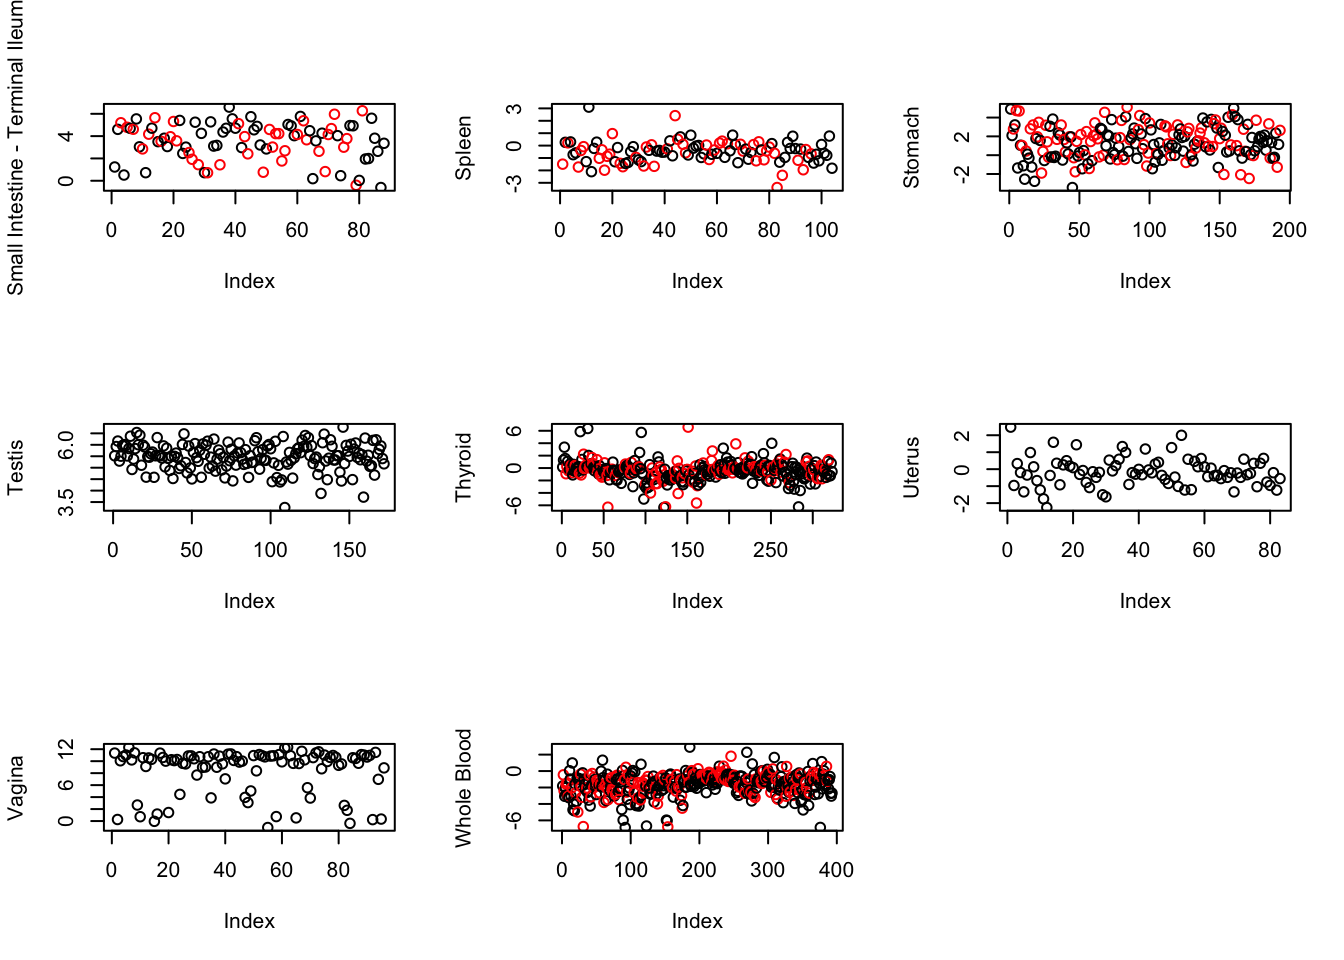 Small Intestine - Terminal Ileum
0 4
0 20 40 60 80
Index
Spleen
-3 0 3
0 20 40 60 80 100
Index
Stomach
-2 2
0 50 100 150 200
Index
Testis
3.5 6.0
0 50 100 150
Index
Thyroid
-6 0 6
0 50 150 250
Index
Uterus
-2 0 2
0 20 40 60 80
Index
Vagina
0 6 12
0 20 40 60 80
Index
Whole Blood
-6 0
0 100 200 300 400
Index